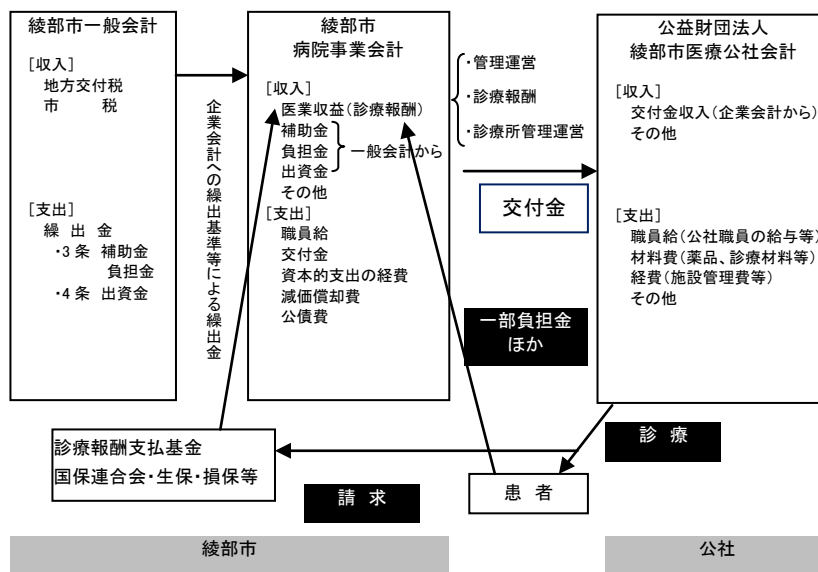 綾部市一般会計
［収入］
地方交付税
市　　税
［支出］
繰 出 金
・3条 補助金
負担金
・4条 出資金
企業会計への繰出基準等による繰出金
綾部市
病院事業会計
［収入］
医業収益（診療報酬）
補助金
負担金
出資金
一般会計から
その他
［支出］
職員給
交付金
資本的支出の経費
減価償却費
公債費
・管理運営
・診療報酬
・診療所管理運営
交付金
一部負担金
ほか
公益財団法人
綾部市医療公社会計
［収入］
交付金収入（企業会計から）
その他
［支出］
職員給（公社職員の給与等）
材料費（薬品、診療材料等）
経費（施設管理費等）
その他
診療報酬支払基金
国保連合会・生保・損保等
請 求
患 者
診 療
綾部市
公社